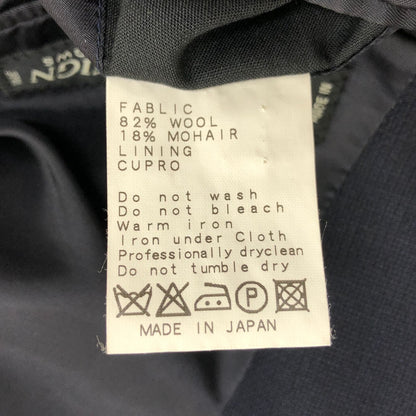 FABLIC
82% WOOL
18% MOHAIR
LINING
CUPRO
Do not wash
Do not bleach
Warm iron
Iron under Cloth
Professionally dryclean
Do not tumble dry
P
MADE IN JAPAN